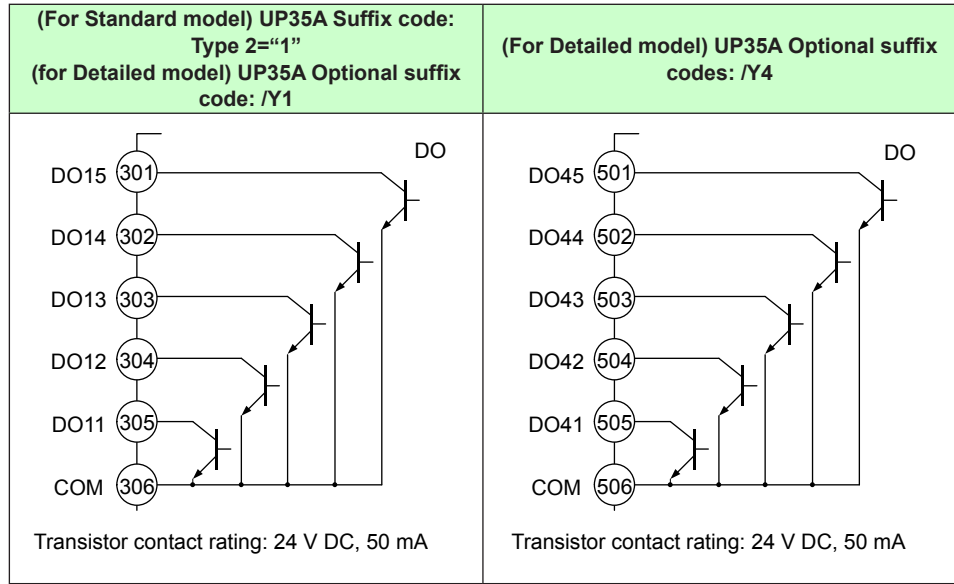 (For Standard model) UP35A Suffix code:
Type 2=“1”
(for Detailed model) UP35A Optional suffix
code: /Y1
(For Detailed model) UP35A Optional suffix
codes: /Y4
DO
DO15 301
DO14 302
DO13 303
DO12 304
DO11 305
COM 306
Transistor contact rating: 24 V DC, 50 mA
DO
DO45 501
DO44 502
DO43 503
DO42 504
DO41 505
COM 506
Transistor contact rating: 24 V DC, 50 mA